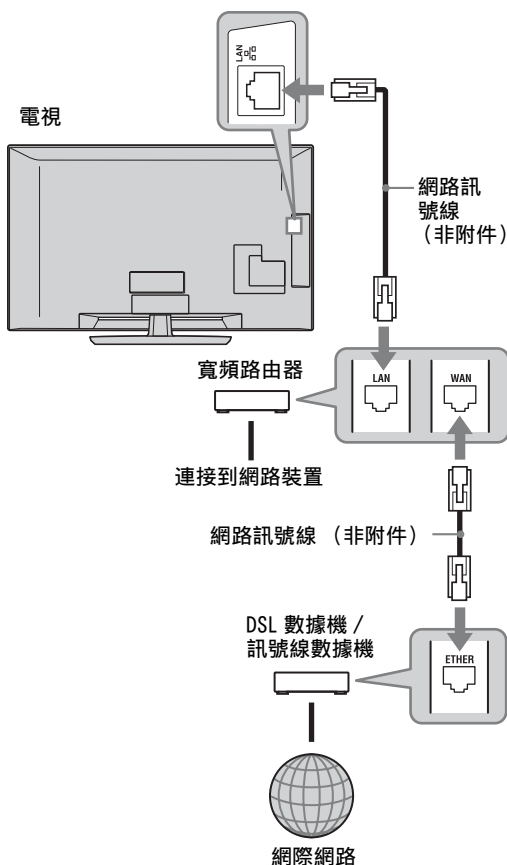 LAN
電視
網路訊
號線
（非附件）
寬頻路由器
LAN
WAN
連接到網路裝置
網路訊號線 （非附件）
DSL 數據機 /
訊號線數據機
ETHER
網際網路